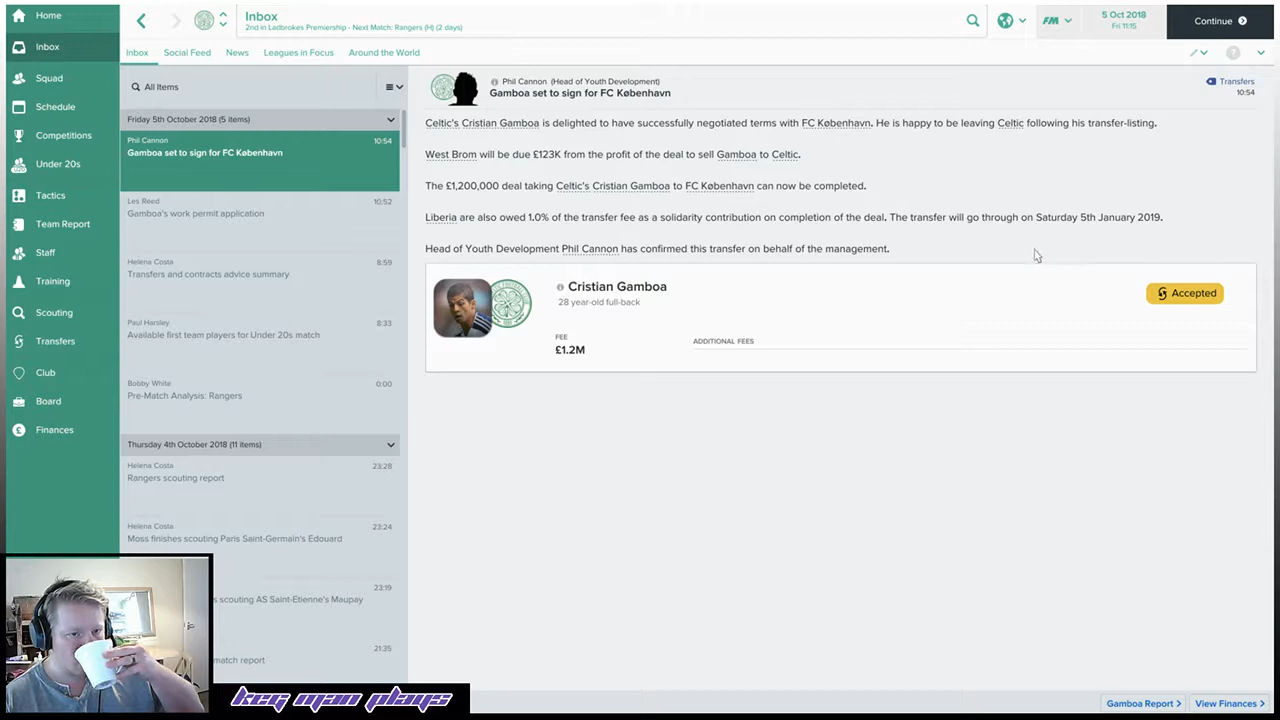 Home
Inbox
Squad
Schedule
Competitions
Under 20s
Tactics
Team Report
Staff
Training
Scouting
Transfers
Club
Board
Finances
Inbox
2nd in Ladbrokes Premiership - Next Match: Rangers (H) (2 days)
FM
5 Oct 2018
Fri 11:15
Continue
Inbox
Social Feed
News
Leagues in Focus
Around the World
All Items
Friday 5th October 2018 (5 items)
Phil Cannon 10:54
Gamboa set to sign for FC København
Les Reed 10:52
Gamboa's work permit application
Helena Costa 8:59
Transfers and contracts advice summary
Paul Harsley 8:33
Available first team players for Under 20s match
Bobby White 0:00
Pre-Match Analysis: Rangers
Thursday 4th October 2018 (11 items)
Helena Costa 23:28
Rangers scouting report
Helena Costa 23:24
Moss finishes scouting Paris Saint-Germain's Edouard
23:19
s scouting AS Saint-Etienne's Maupay
21:35
match report
Phil Cannon (Head of Youth Development)
Gamboa set to sign for FC København
Transfers
10:54
Celtic's Cristian Gamboa is delighted to have successfully negotiated terms with FC København. He is happy to be leaving Celtic following his transfer-listing.
West Brom will be due £123K from the profit of the deal to sell Gamboa to Celtic.
The £1,200,000 deal taking Celtic's Cristian Gamboa to FC København can now be completed.
Liberia are also owed 1.0% of the transfer fee as a solidarity contribution on completion of the deal. The transfer will go through on Saturday 5th January 2019.
Head of Youth Development Phil Cannon has confirmed this transfer on behalf of the management.
Cristian Gamboa
28 year-old full-back
Accepted
FEE
£1.2M
ADDITIONAL FEES
Gamboa Report >
View Finances >
keg man plays